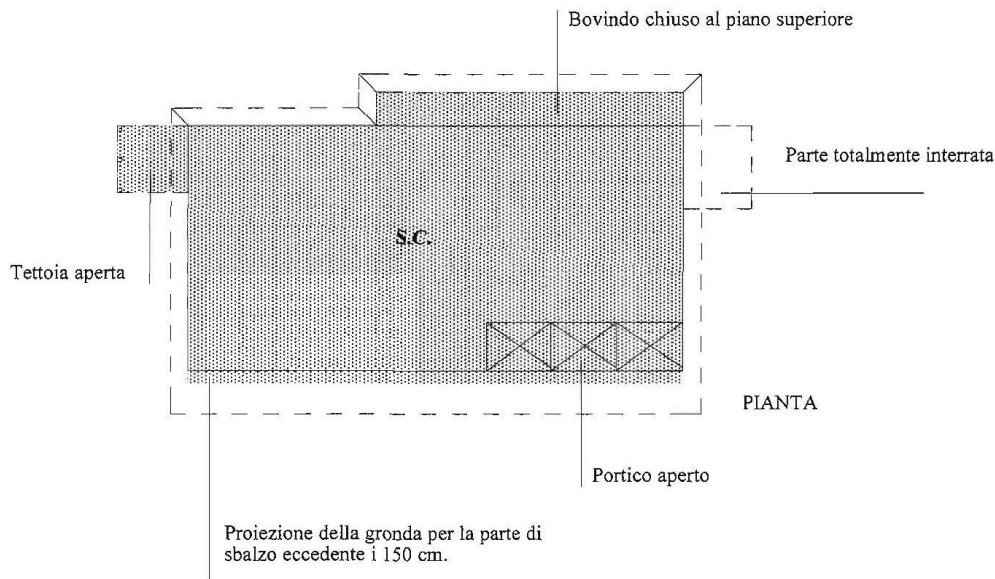 Bovindo chiuso al piano superiore
Parte totalmente interrata
S.C.
Tettoia aperta
PIANTA
Portico aperto
Proiezione della gronda per la parte di
sbalzo eccedente i 150 cm.